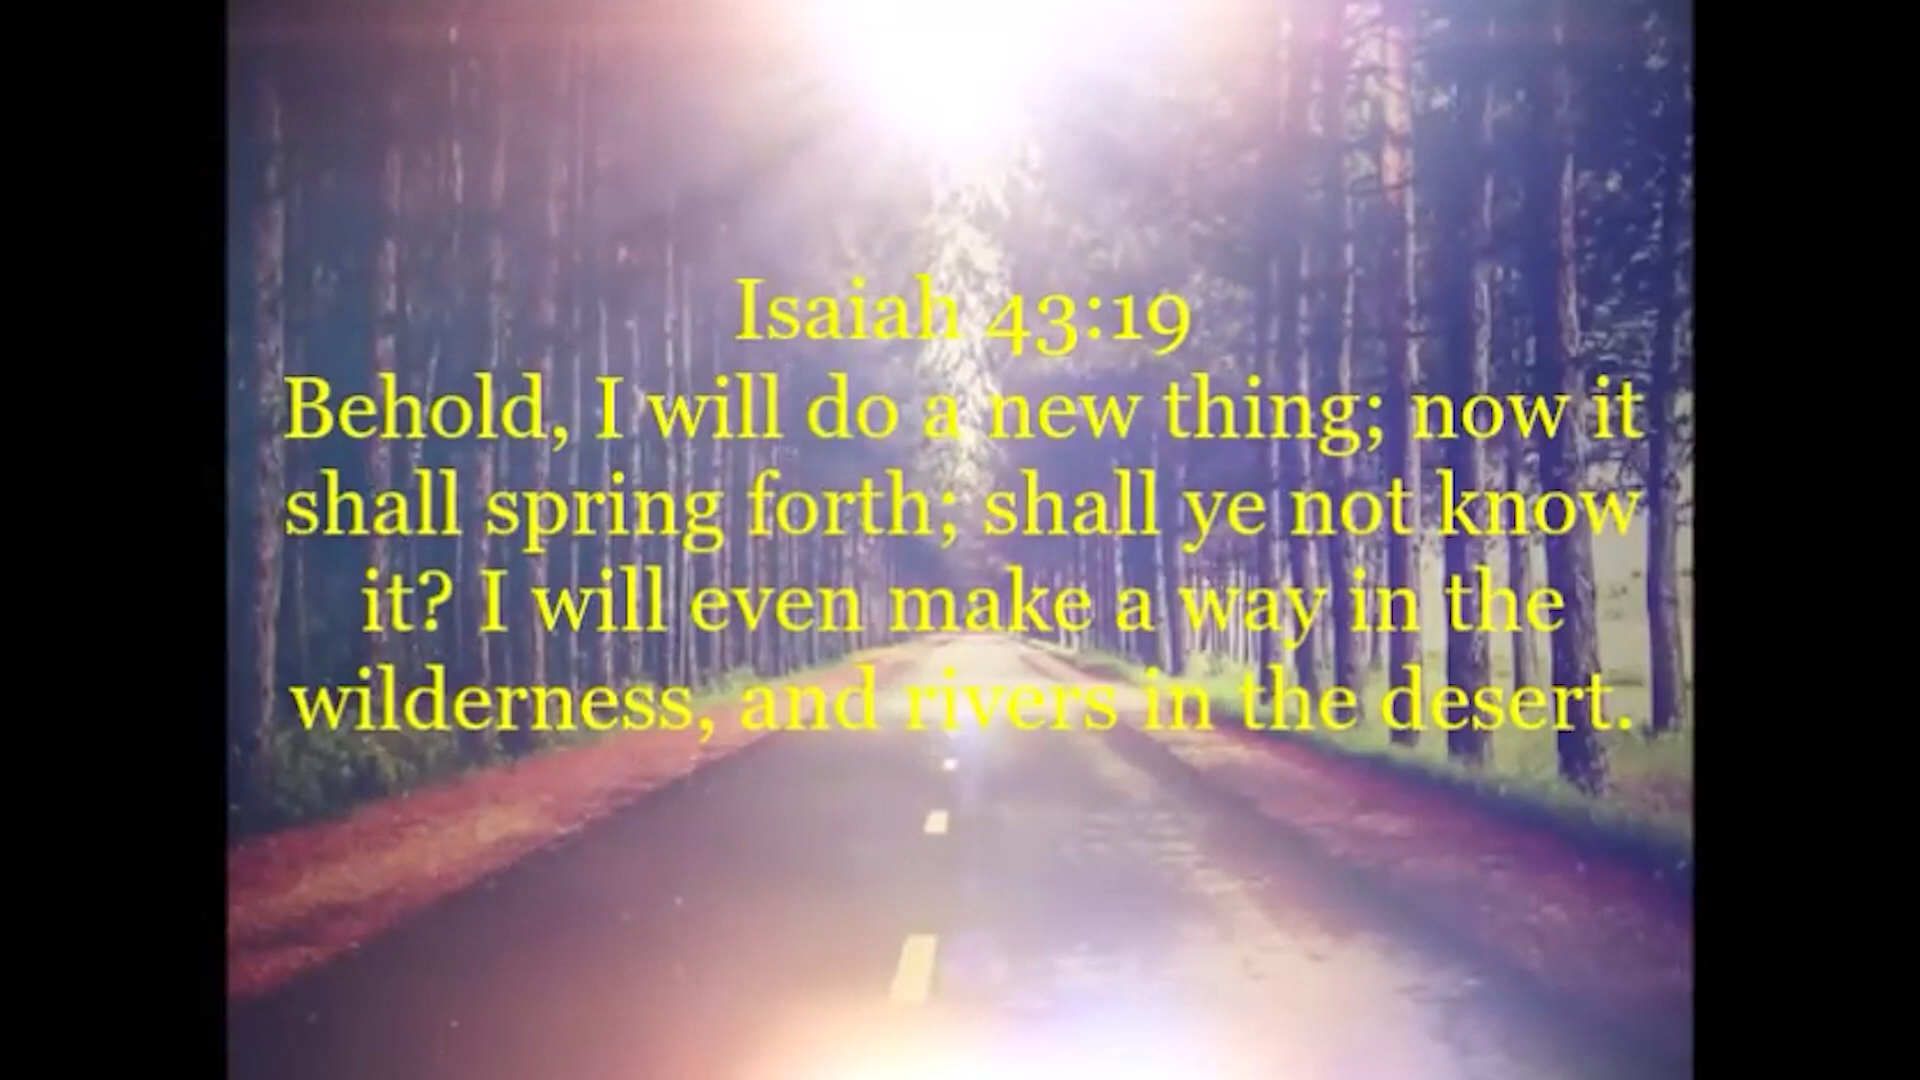 Isaiah 43:19
Behold, I will do a new thing; now it
shall spring forth; shall ye not know
it? I will even make a way in the
wilderness, and rivers in the desert.